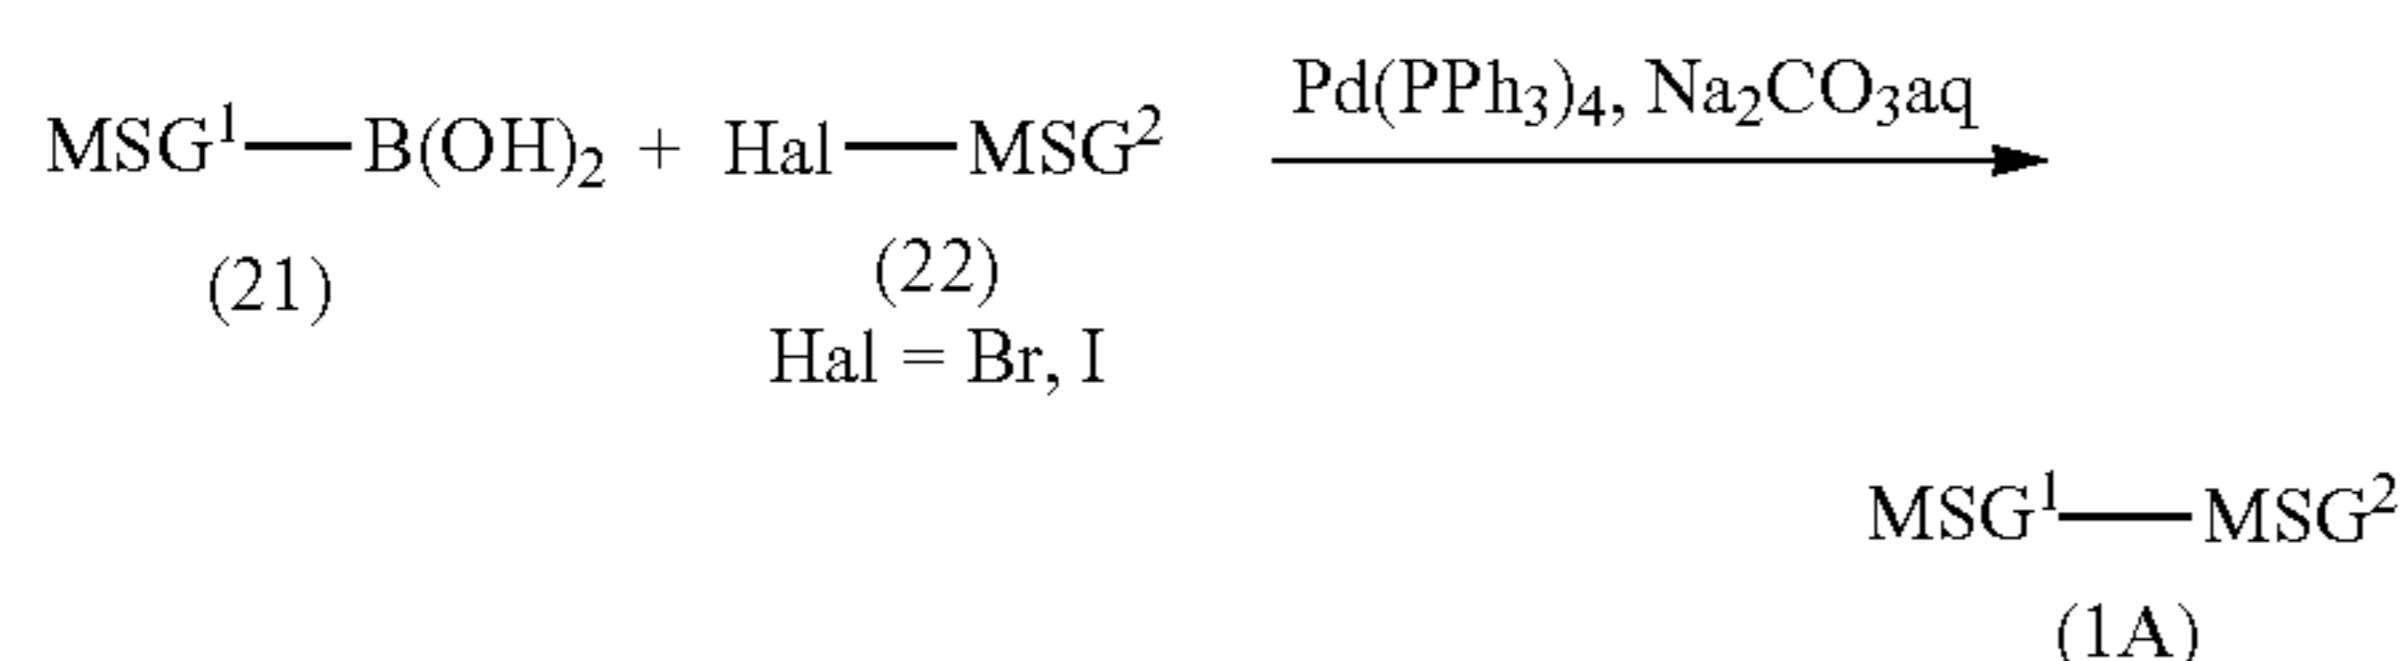 Pd(PPh3)4, Na2CO3aq
MSG1—B(OH)2 + Hal—MSG2
(21) (22)
Hal = Br, I
MSG1—MSG2
(1A)